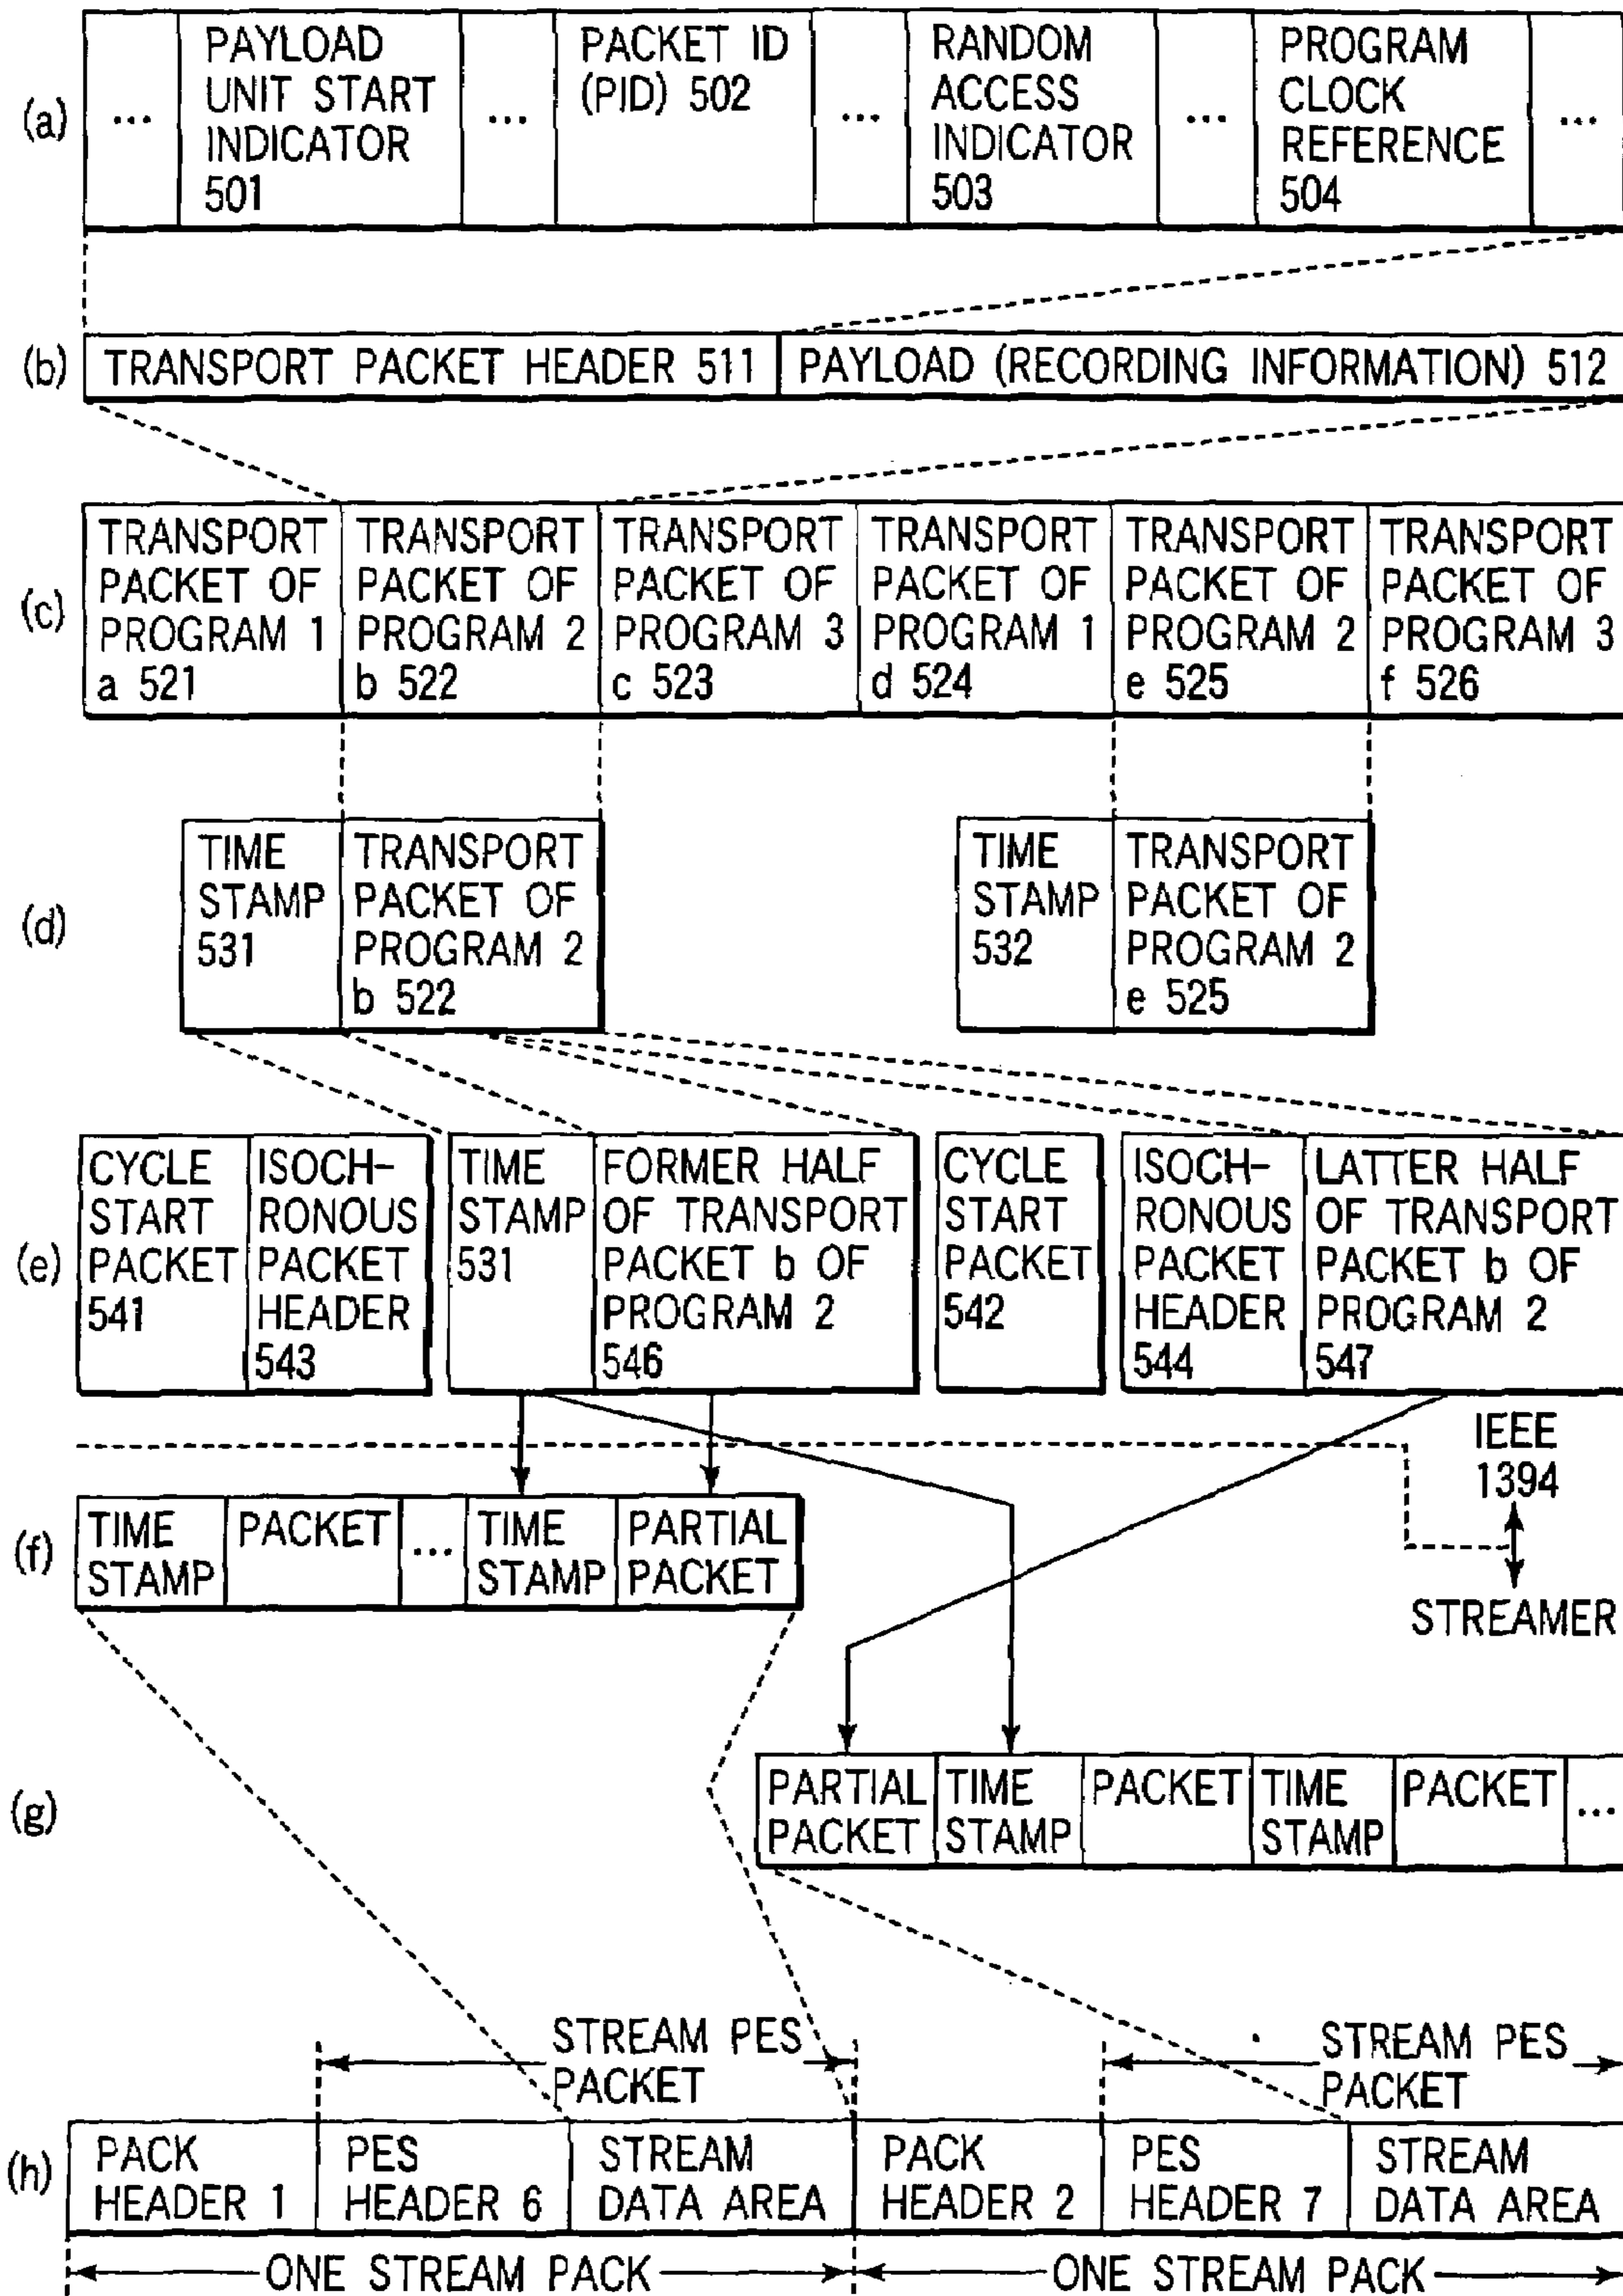 (a)
...
PAYLOAD
UNIT START
INDICATOR
501
...
PACKET ID
(PID) 502
...
RANDOM
ACCESS
INDICATOR
503
...
PROGRAM
CLOCK
REFERENCE
504
...
(b)
TRANSPORT PACKET HEADER 511
PAYLOAD (RECORDING INFORMATION) 512
(c)
TRANSPORT
PACKET OF
PROGRAM 1
a 521
TRANSPORT
PACKET OF
PROGRAM 2
b 522
TRANSPORT
PACKET OF
PROGRAM 3
c 523
TRANSPORT
PACKET OF
PROGRAM 1
d 524
TRANSPORT
PACKET OF
PROGRAM 2
e 525
TRANSPORT
PACKET OF
PROGRAM 3
f 526
(d)
TIME
STAMP
531
TRANSPORT
PACKET OF
PROGRAM 2
b 522
TIME
STAMP
532
TRANSPORT
PACKET OF
PROGRAM 2
e 525
(e)
CYCLE
START
PACKET
541
ISOCH-
RONOUS
PACKET
HEADER
543
TIME
STAMP
531
FORMER HALF
OF TRANSPORT
PACKET b OF
PROGRAM 2
546
CYCLE
START
PACKET
542
ISOCH-
RONOUS
PACKET
HEADER
544
LATTER HALF
OF TRANSPORT
PACKET b OF
PROGRAM 2
547
IEEE
1394
STREAMER
(f)
TIME
STAMP
PACKET
...
TIME
STAMP
PARTIAL
PACKET
(g)
PARTIAL
PACKET
TIME
STAMP
PACKET
TIME
STAMP
PACKET
...
STREAM PES
PACKET
STREAM PES
PACKET
(h)
PACK
HEADER 1
PES
HEADER 6
STREAM
DATA AREA
PACK
HEADER 2
PES
HEADER 7
STREAM
DATA AREA
ONE STREAM PACK
ONE STREAM PACK